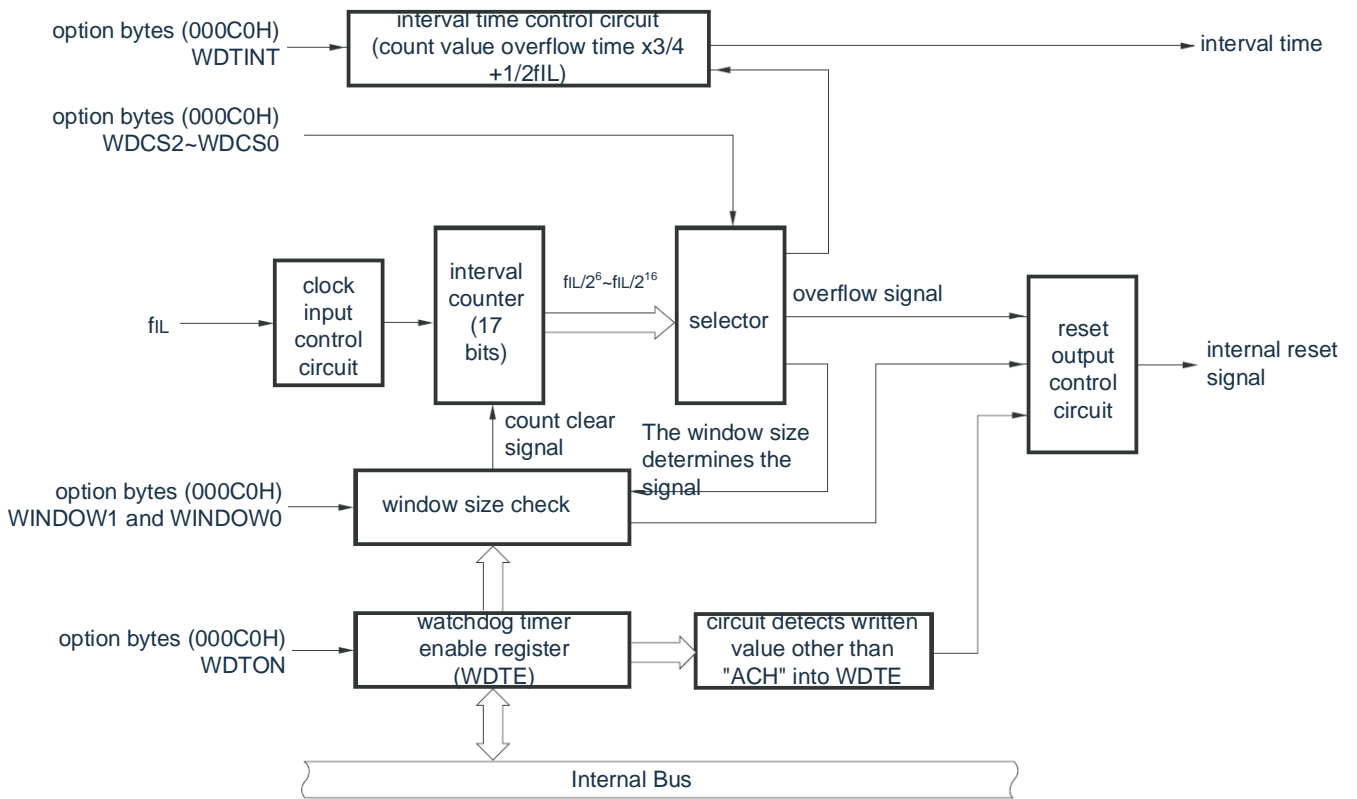 option bytes (000C0H)
WDTINT
interval time control circuit
(count value overflow time x3/4
+1/2fIL)
interval time
option bytes (000C0H)
WDCS2~WDCS0
fIL
clock
input
control
circuit
interval
counter
(17
bits)
fIL/2⁶~fIL/2¹⁶
selector
overflow signal
reset
output
control
circuit
internal reset
signal
count clear
signal
The window size
determines the
signal
option bytes (000C0H)
WINDOW1 and WINDOW0
window size check
option bytes (000C0H)
WDTON
watchdog timer
enable register
(WDTE)
circuit detects written
value other than
"ACH" into WDTE
Internal Bus